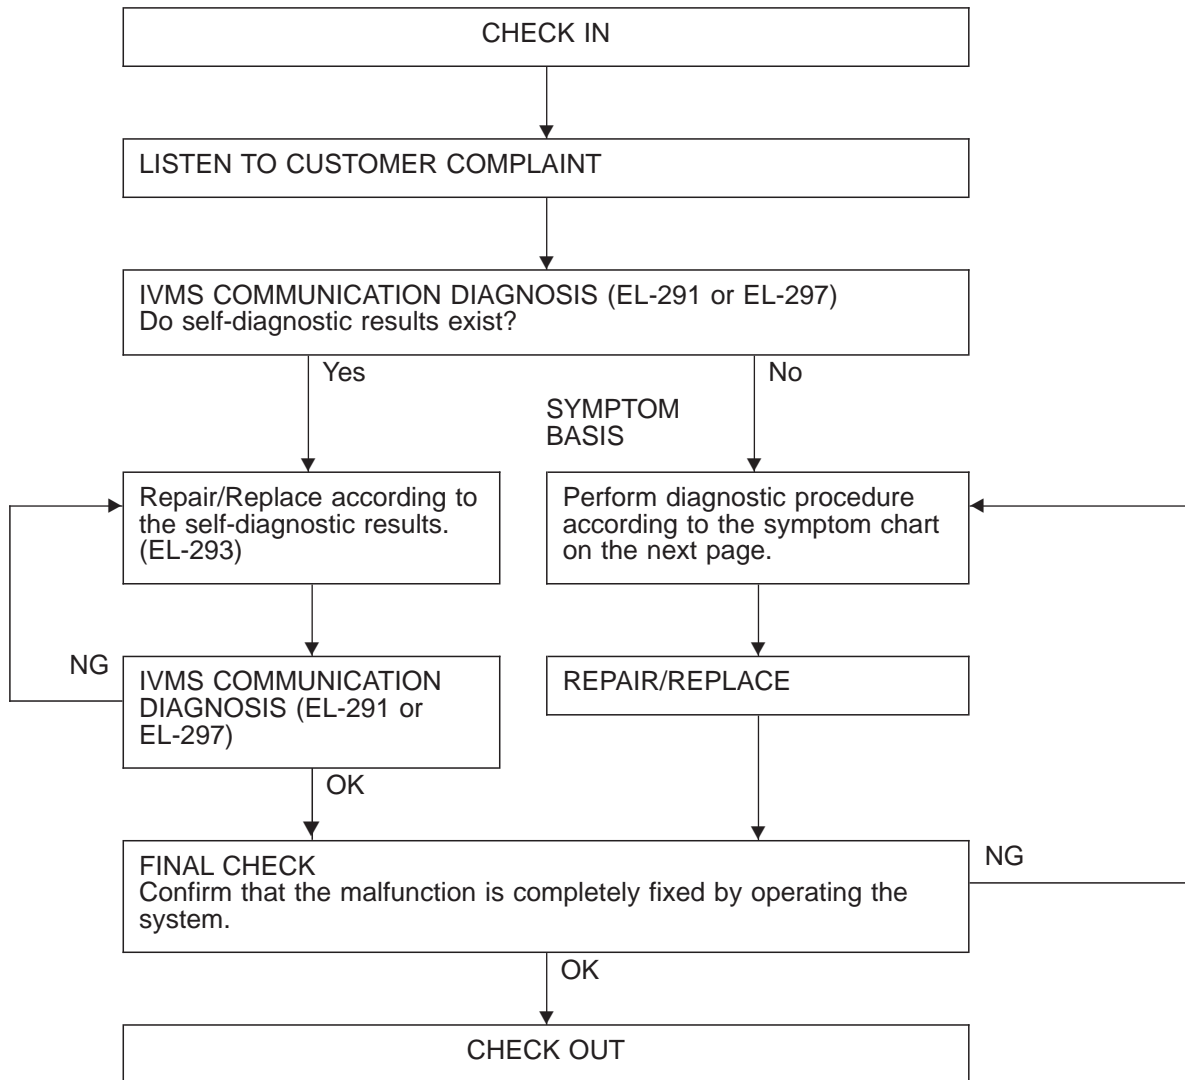 CHECK IN
LISTEN TO CUSTOMER COMPLAINT
IVMS COMMUNICATION DIAGNOSIS (EL-291 or EL-297)
Do self-diagnostic results exist?
Yes
No
SYMPTOM
BASIS
Repair/Replace according to
the self-diagnostic results.
(EL-293)
Perform diagnostic procedure
according to the symptom chart
on the next page.
NG
IVMS COMMUNICATION
DIAGNOSIS (EL-291 or
EL-297)
REPAIR/REPLACE
OK
FINAL CHECK
Confirm that the malfunction is completely fixed by operating the
system.
NG
OK
CHECK OUT